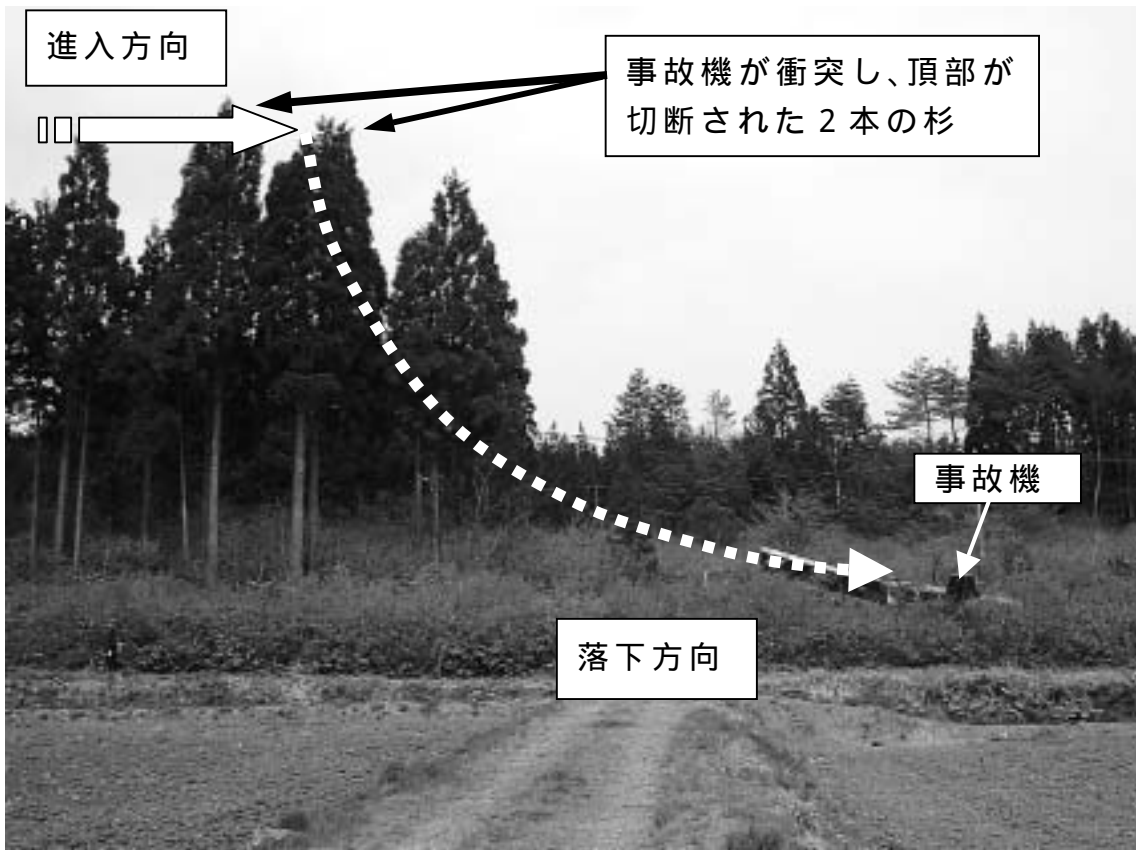 進入方向
事故機が衝突し、頂部が
切断された2本の杉
事故機
落下方向